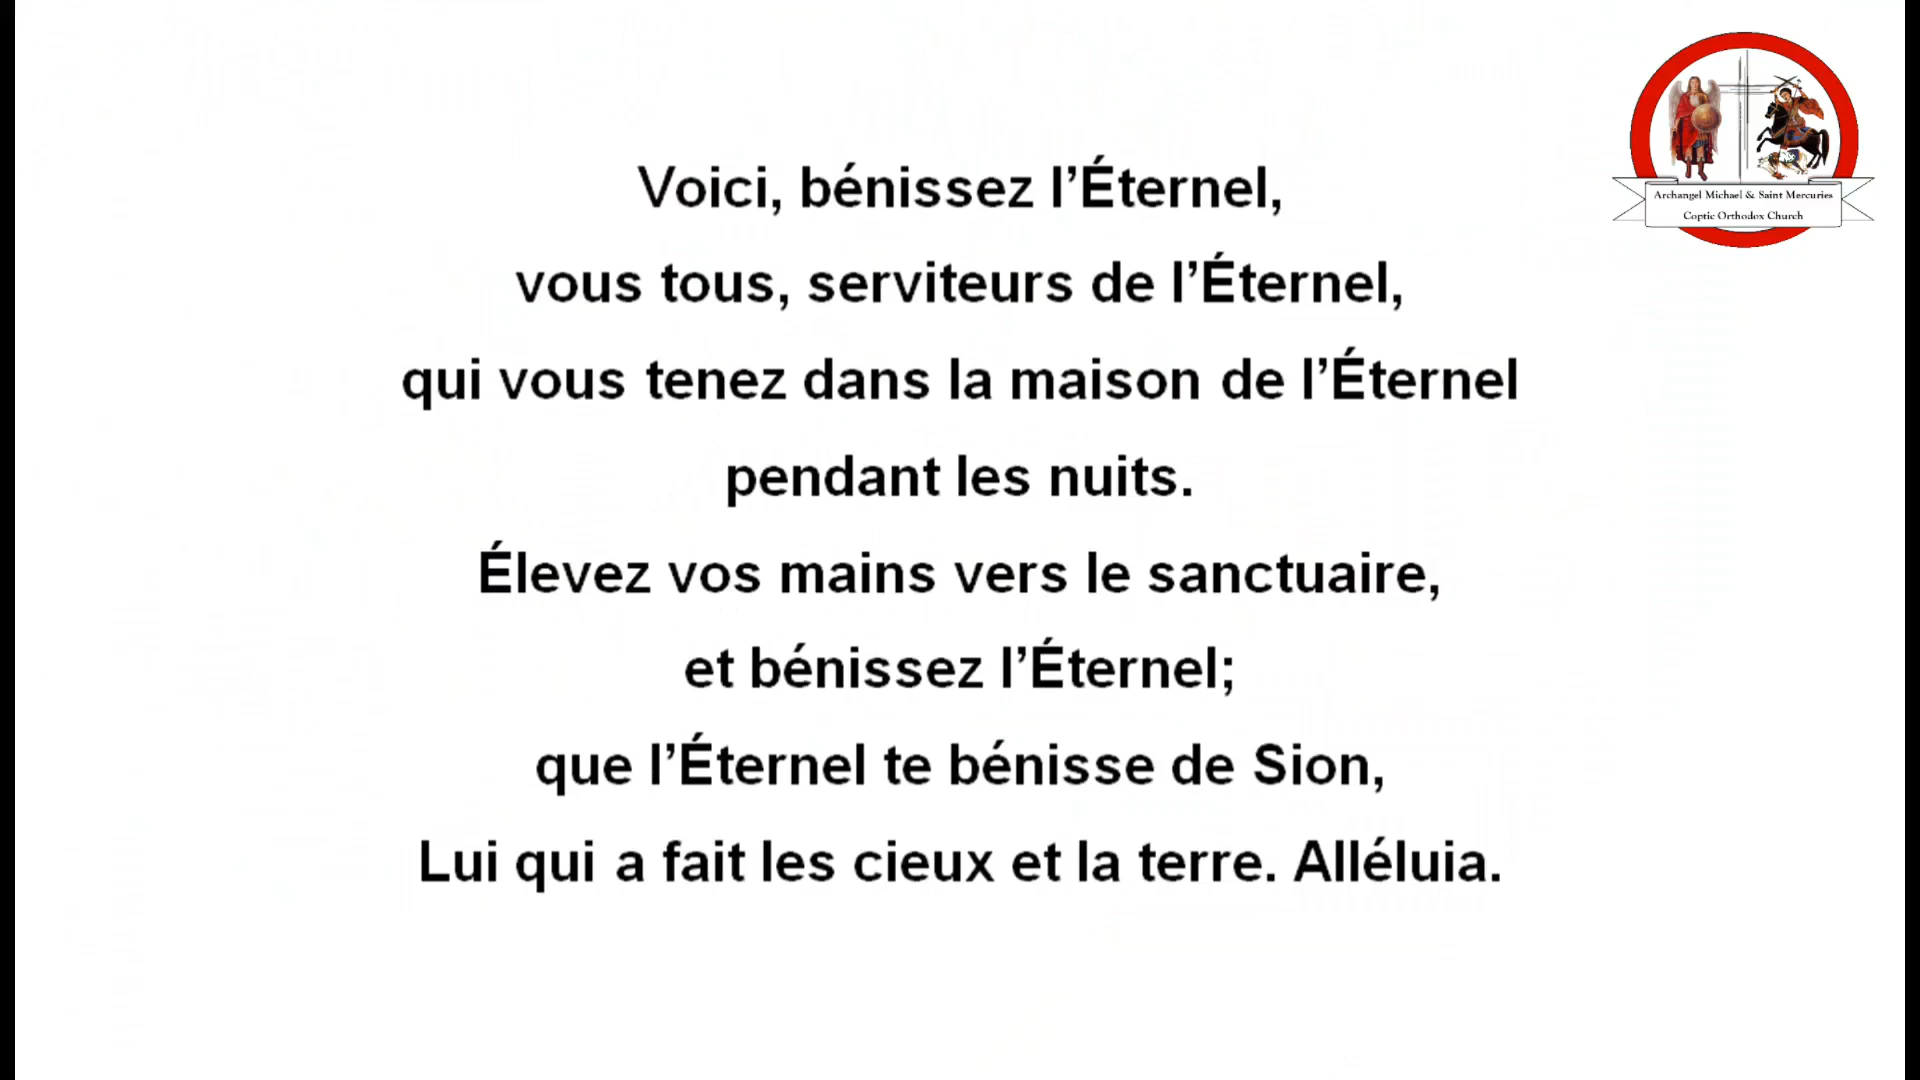 Voici, bénissez l’Éternel,
vous tous, serviteurs de l’Éternel,
qui vous tenez dans la maison de l’Éternel
pendant les nuits.
Élevez vos mains vers le sanctuaire,
et bénissez l’Éternel;
que l’Éternel te bénisse de Sion,
Lui qui a fait les cieux et la terre. Alléluia.
Archangel Michael & Saint Mercuries
Coptic Orthodox Church